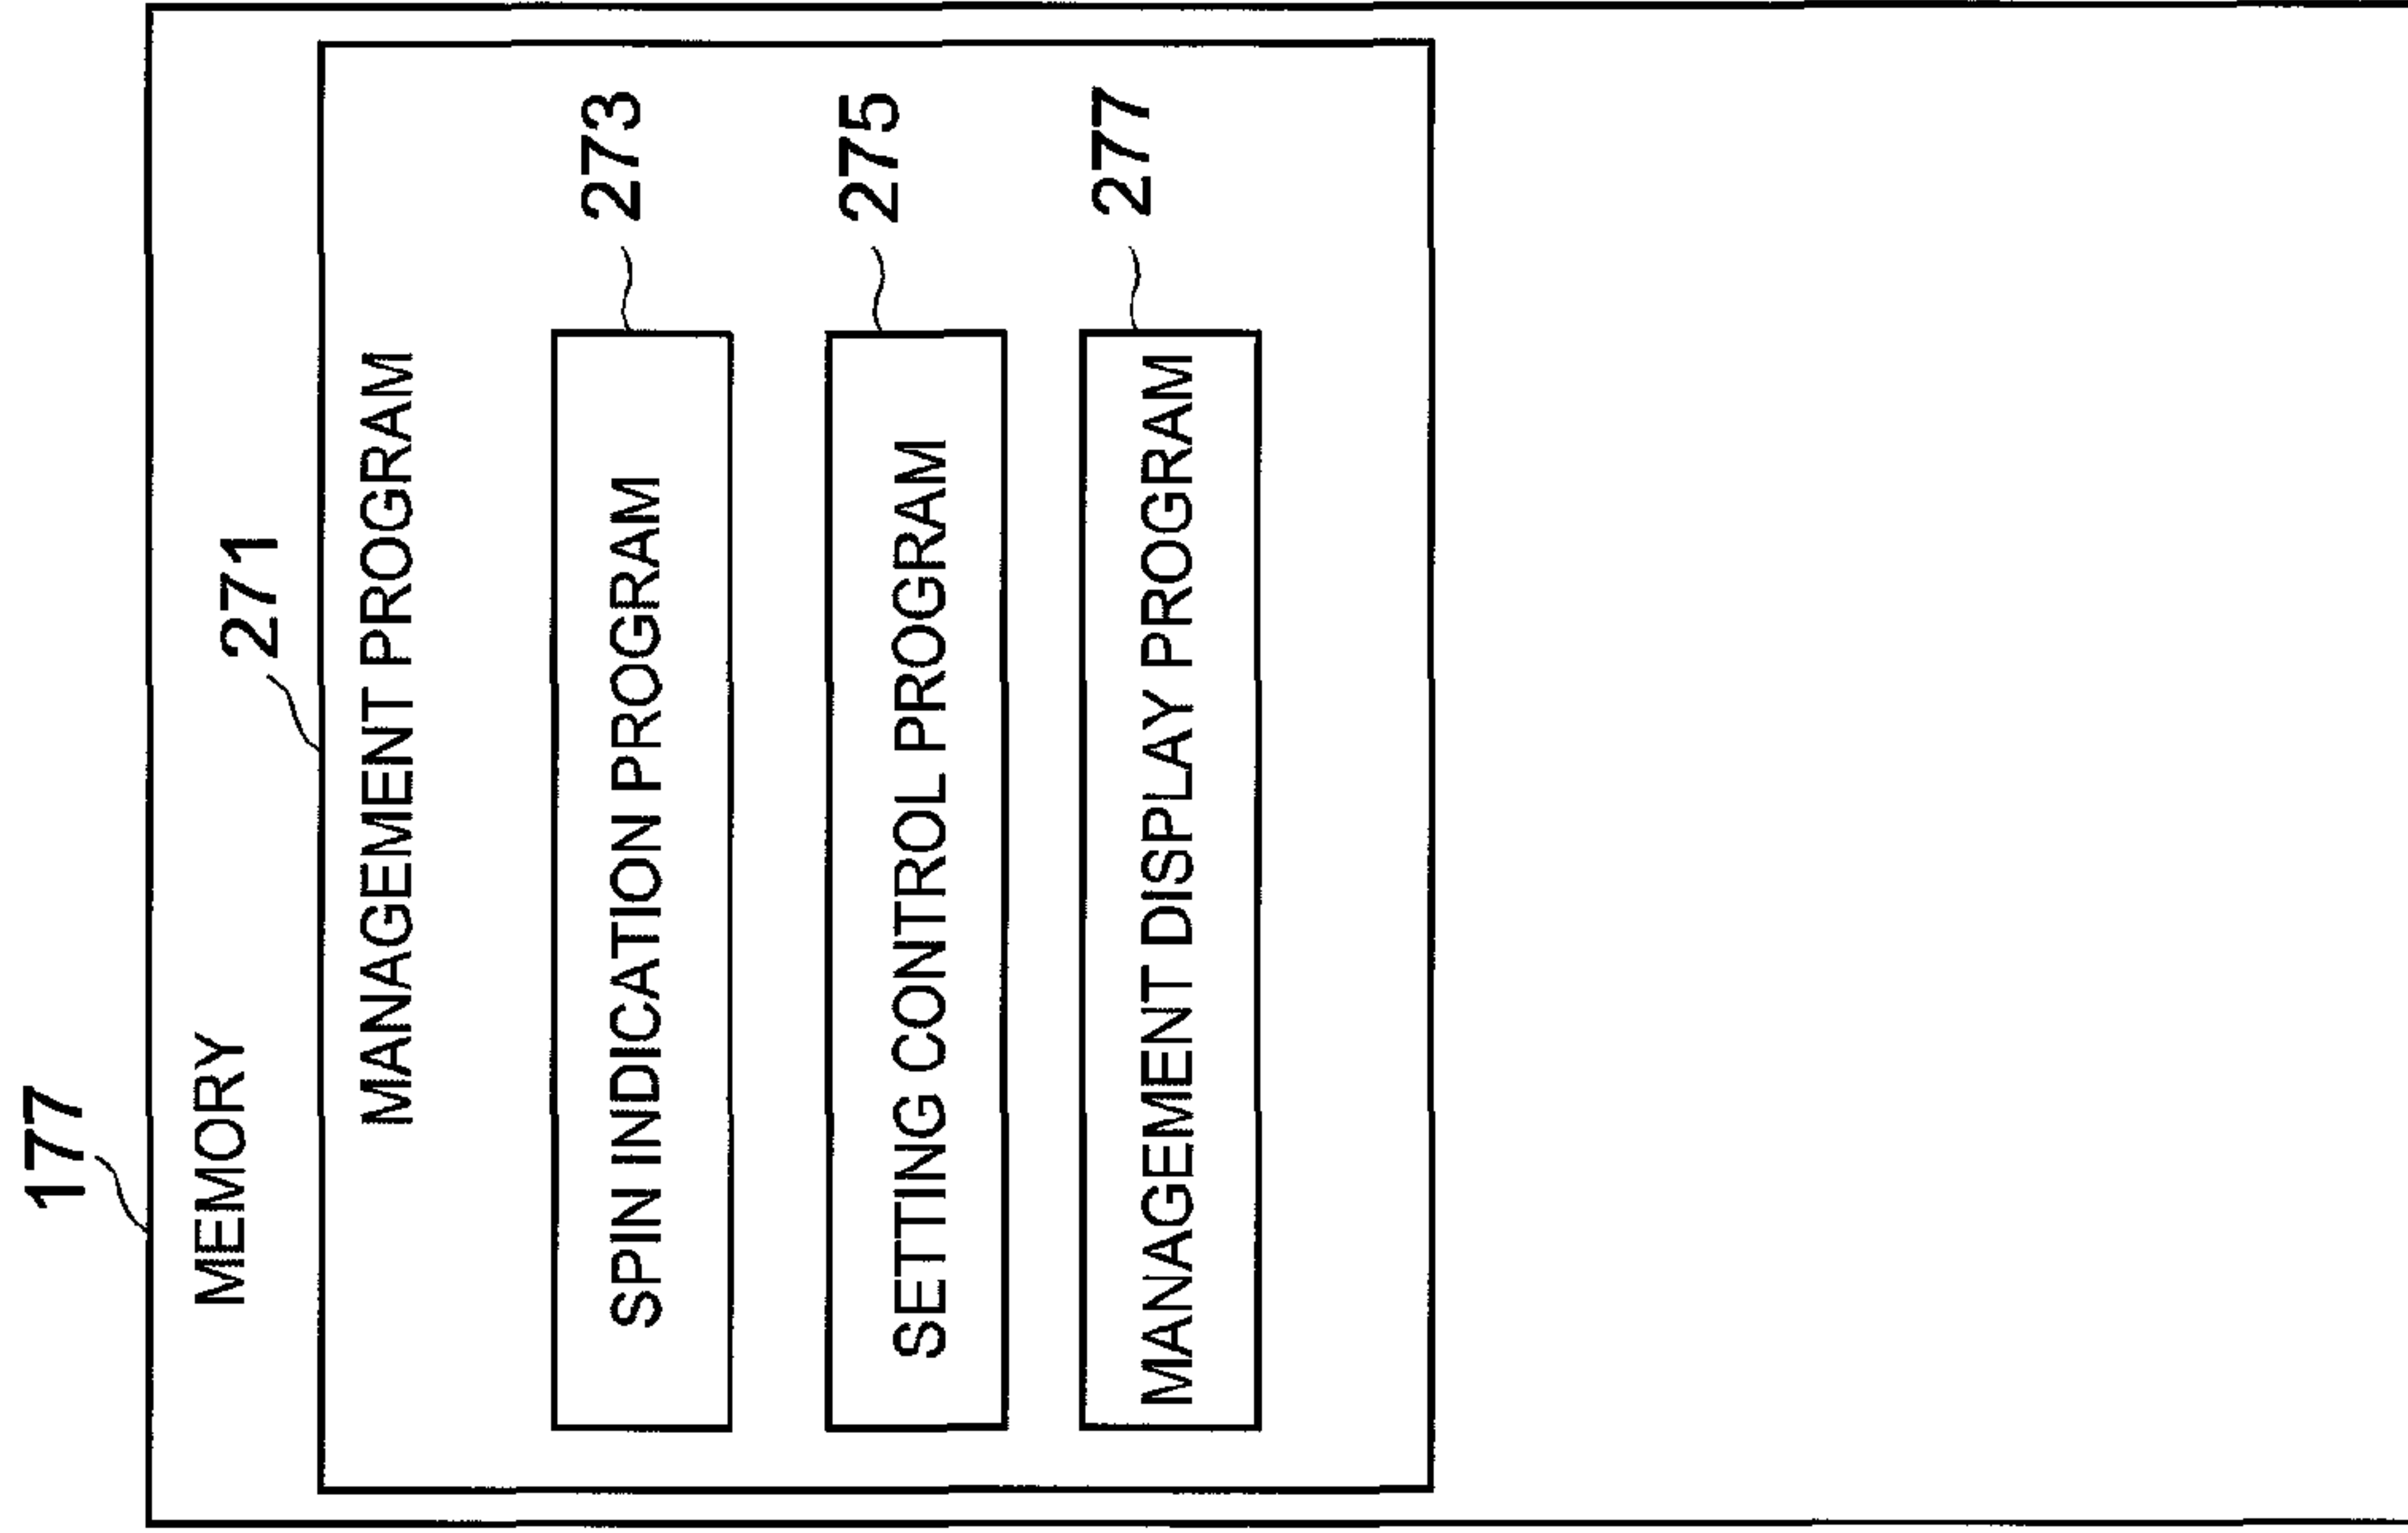 177
MEMORY
271
MANAGEMENT PROGRAM
273
SPIN INDICATION PROGRAM
275
SETTING CONTROL PROGRAM
277
MANAGEMENT DISPLAY PROGRAM